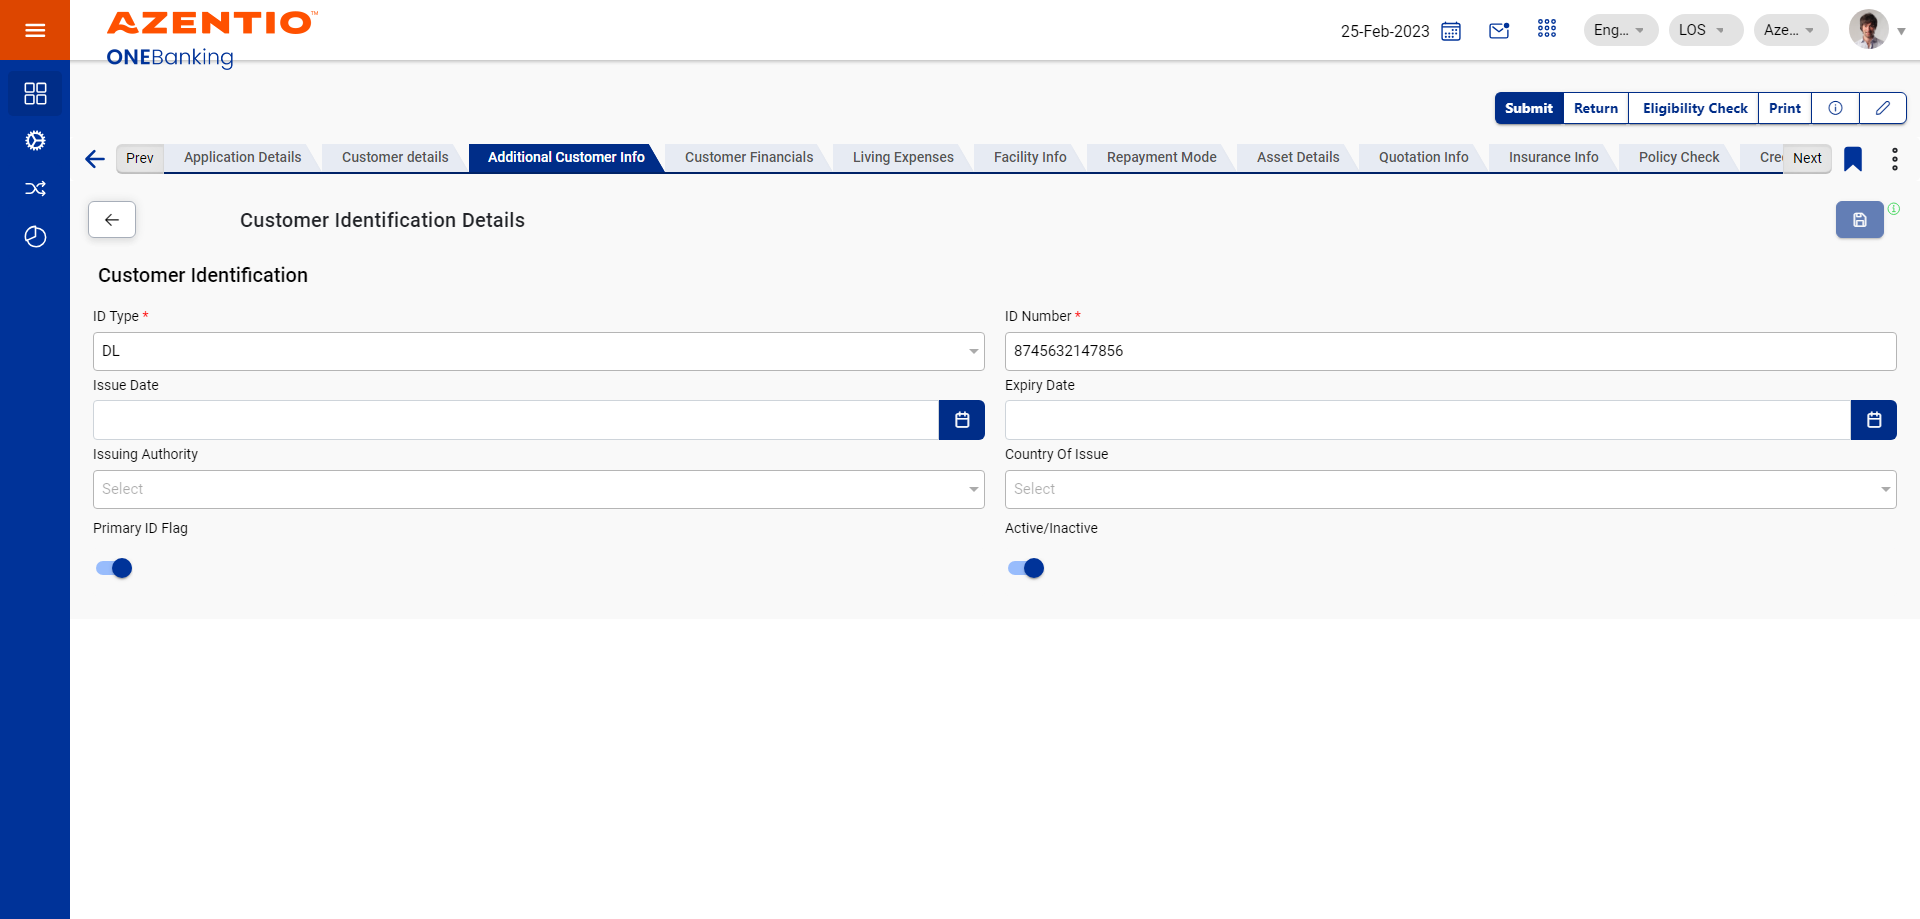 AZENTIO™
ONEBanking
25-Feb-2023
Eng...
LOS
Aze...
Submit
Return
Eligibility Check
Print
Prev
Application Details
Customer details
Additional Customer Info
Customer Financials
Living Expenses
Facility Info
Repayment Mode
Asset Details
Quotation Info
Insurance Info
Policy Check
Cre
Next
Customer Identification Details
Customer Identification
ID Type *
ID Number *
DL
8745632147856
Issue Date
Expiry Date
Issuing Authority
Country Of Issue
Select
Select
Primary ID Flag
Active/Inactive